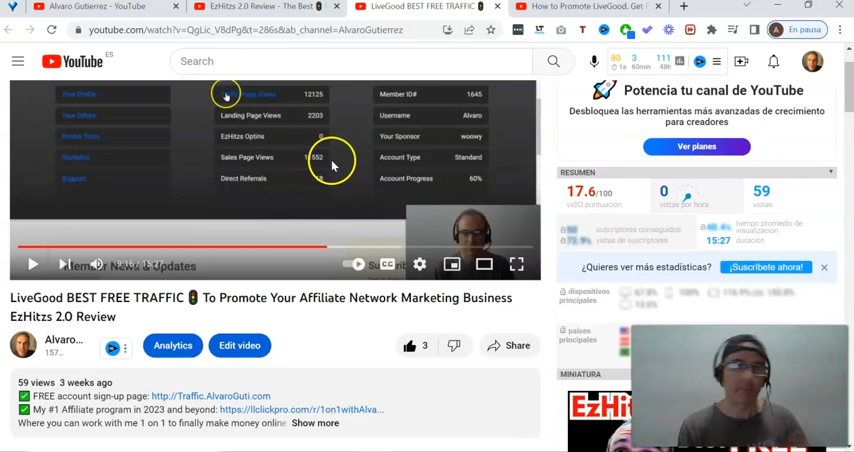 Alvaro Gutierrez - YouTube
EzHitzs 2.0 Review - The Best
LiveGood BEST FREE TRAFFIC
How to Promote LiveGood. Get
youtube.com/watch?v=QgLic_V8dPg&t=286s&ab_channel=AlvaroGutierrez
En pausa
YouTube ES
Search
80 3 111
1a 60min 48h
Your Profile
Traffic Page Views 12125
Member ID# 1645
Your Offers
Landing Page Views 2203
Username Alvaro
Promo Tools
EzHitzs Optins 0
Your Sponsor woowy
Statistics
Sales Page Views
Account Type Standard
Support
Direct Referrals
Account Progress 60%
Member News & Updates
9:16 / 15:27
CC
LiveGood BEST FREE TRAFFIC 🚦 To Promote Your Affiliate Network Marketing Business
EzHitzs 2.0 Review
Alvaro...
157...
Analytics
Edit video
3
Share
59 views 3 weeks ago
✅ FREE account sign-up page: http://Traffic.AlvaroGuti.com
✅ My #1 Affiliate program in 2023 and beyond: https://llclickpro.com/r/1on1withAlva...
Where you can work with me 1 on 1 to finally make money online Show more
Potencia tu canal de YouTube
Desbloquea las herramientas más avanzadas de crecimiento
para creadores
Ver planes
RESUMEN
17.6/100
vidIQ puntuación
0
vistas por hora
59
vistas
suscriptores conseguidos
vistas de suscriptores
tiempo promedio de
visualización
15:27 duración
¿Quieres ver más estadísticas?
¡Suscríbete ahora!
dispositivos
principales
países
principales
MINIATURA
EzHit